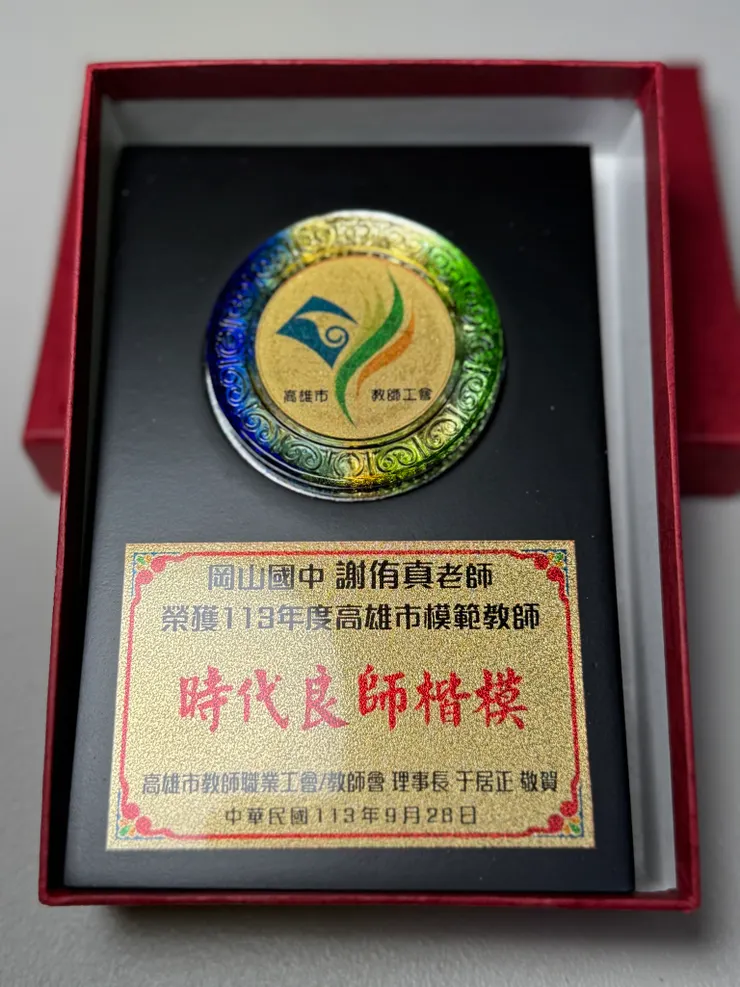 高雄市 教師工會
岡山國中 謝侑真老師
榮獲113年度高雄市模範教師
時代良師楷模
高雄市教師職業工會/教師會 理事長 于居正 敬賀
中華民國113年9月28日